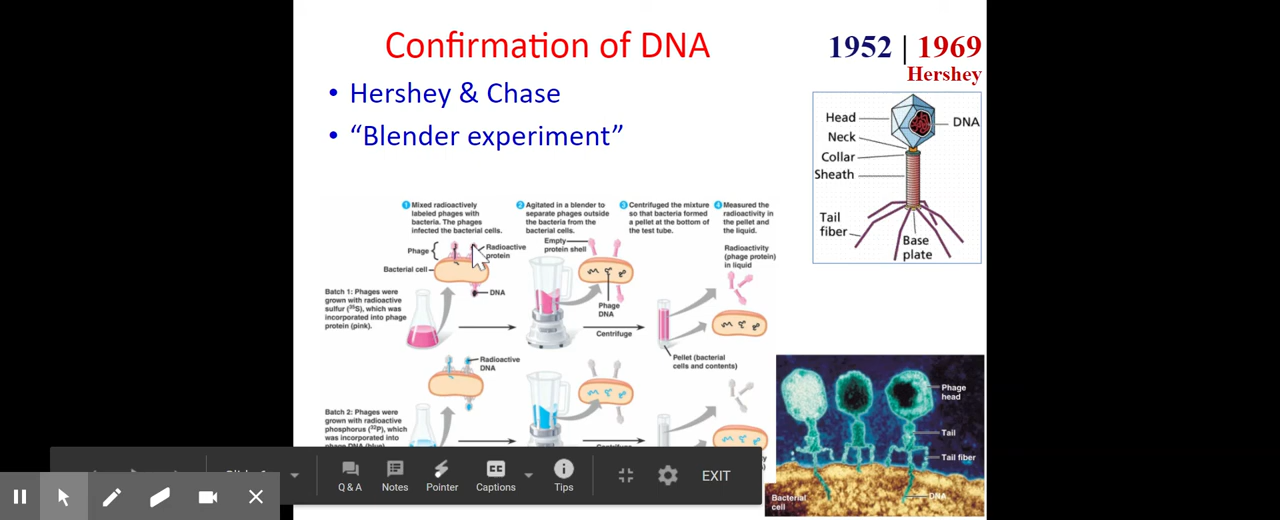 Confirmation of DNA
1952 | 1969
Hershey
• Hershey & Chase
• “Blender experiment”
Head
DNA
Neck
Collar
Sheath
Tail
fiber
Base
plate
1 Mixed radioactively
labeled phages with
bacteria. The phages
infected the bacterial cells.
2 Agitated in a blender to
separate phages outside
the bacteria from the
bacterial cells.
3 Centrifuged the mixture
so that bacteria formed
a pellet at the bottom of
the test tube.
4 Measured the
radioactivity in
the pellet and
the liquid.
Phage
Radioactive
protein
Bacterial cell
DNA
Empty
protein shell
Phage
DNA
Centrifuge
Radioactivity
(phage protein)
in liquid
Batch 1: Phages were
grown with radioactive
sulfur (35S), which was
incorporated into phage
protein (pink).
Pellet (bacterial
cells and contents)
Radioactive
DNA
Batch 2: Phages were
grown with radioactive
phosphorus (32P), which
was incorporated into
Phage
head
Tail
Tail fiber
DNA
Bacterial
cell
Q & A
Notes
Pointer
Captions
Tips
EXIT